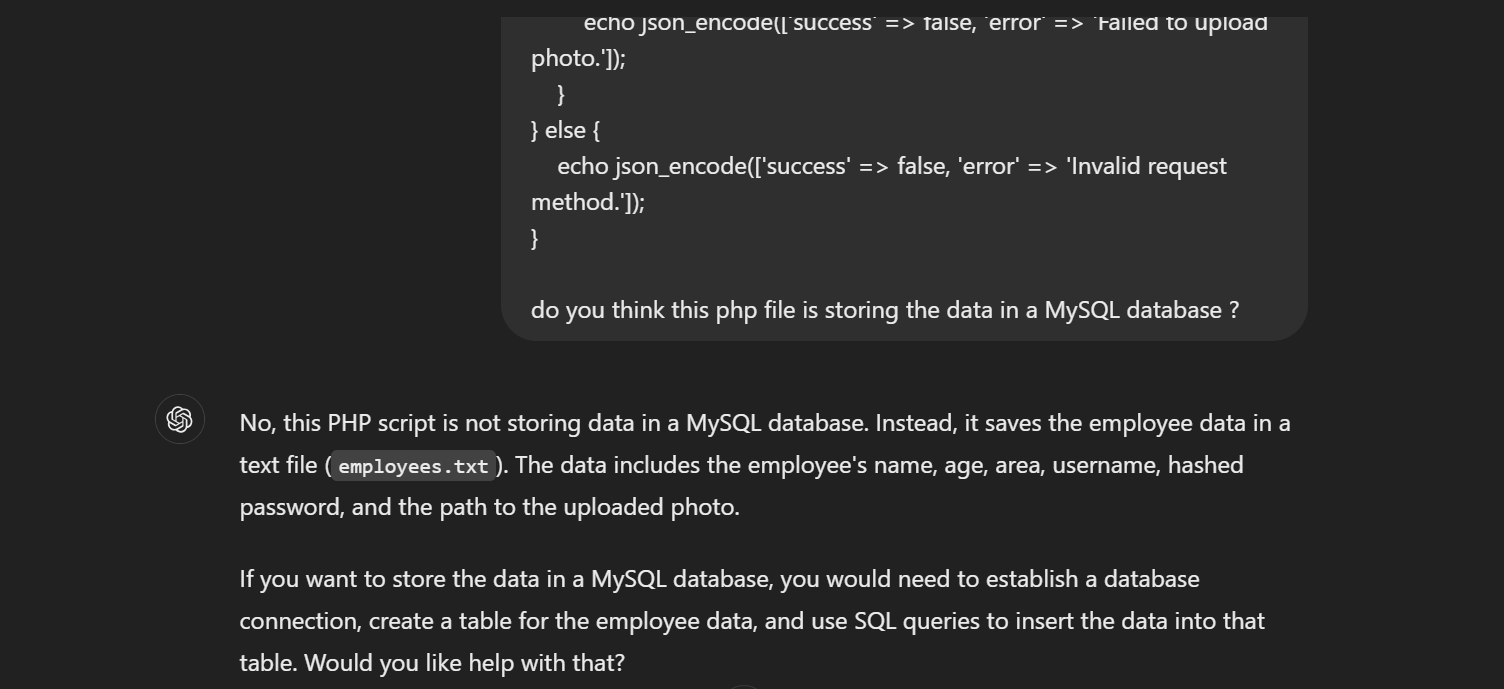 echo json_encode(['success' => false, 'error' => 'Failed to upload
photo.']);
}
} else {
echo json_encode(['success' => false, 'error' => 'Invalid request
method.']);
}
do you think this php file is storing the data in a MySQL database ?
No, this PHP script is not storing data in a MySQL database. Instead, it saves the employee data in a
text file (employees.txt). The data includes the employee's name, age, area, username, hashed
password, and the path to the uploaded photo.
If you want to store the data in a MySQL database, you would need to establish a database
connection, create a table for the employee data, and use SQL queries to insert the data into that
table. Would you like help with that?